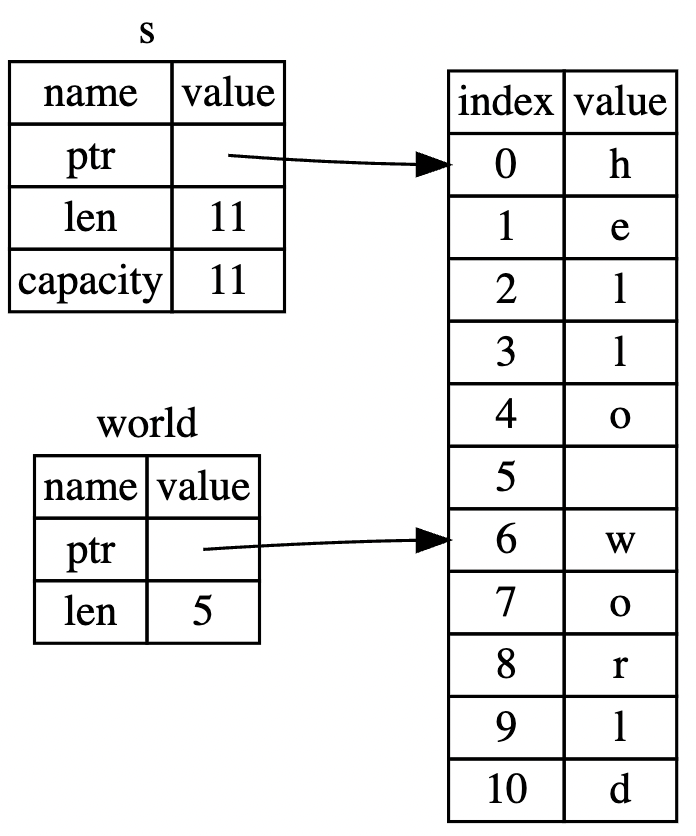 s
name value
ptr
len 11
capacity 11
world
name value
ptr
len 5
index value
0 h
1 e
2 l
3 l
4 o
5
6 w
7 o
8 r
9 l
10 d